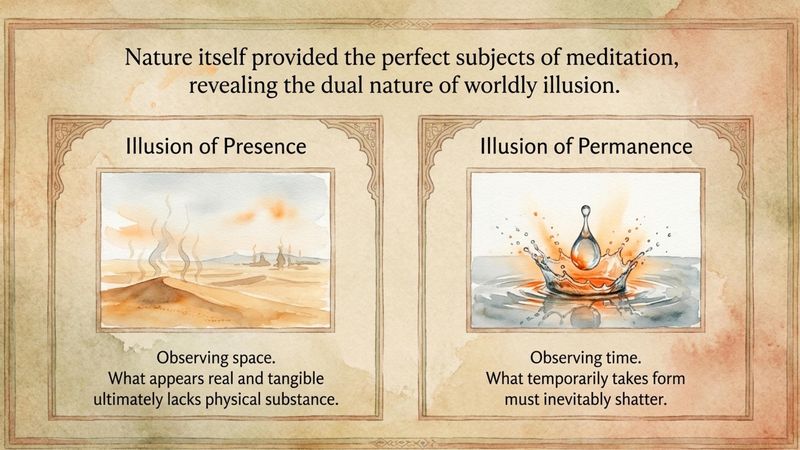 Nature itself provided the perfect subjects of meditation,
revealing the dual nature of worldly illusion.
Illusion of Presence
Observing space.
What appears real and tangible
ultimately lacks physical substance.
Illusion of Permanence
Observing time.
What temporarily takes form
must inevitably shatter.